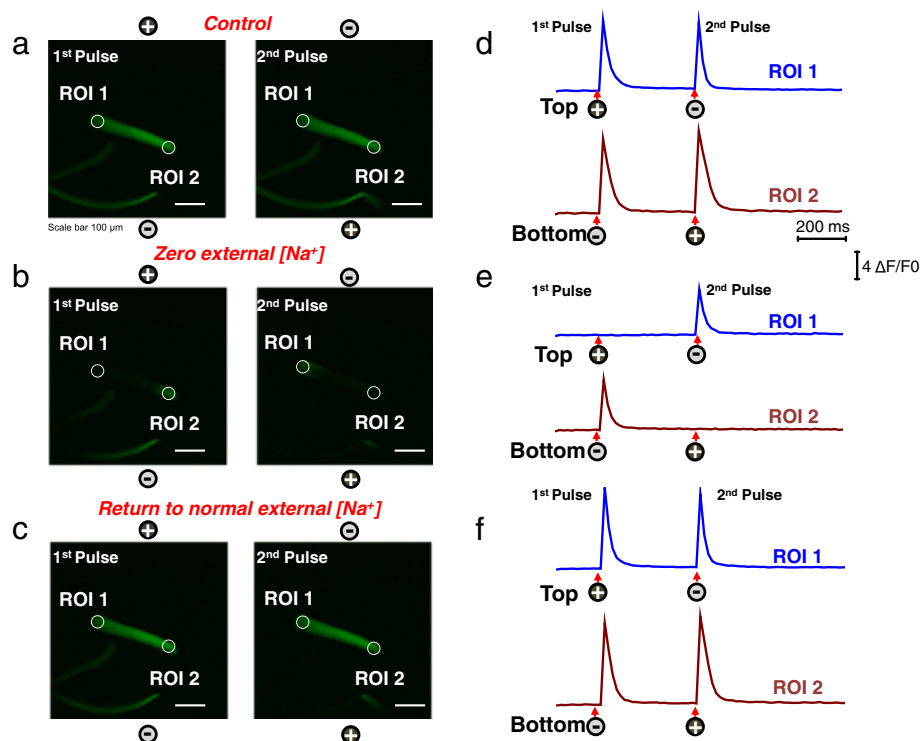 Control
a
+
-
1st Pulse
2nd Pulse
ROI 1
ROI 1
ROI 2
ROI 2
Scale bar 100 µm
-
+
Zero external [Na+]
b
+
-
1st Pulse
2nd Pulse
ROI 1
ROI 1
ROI 2
ROI 2
-
+
Return to normal external [Na+]
c
+
-
1st Pulse
2nd Pulse
ROI 1
ROI 1
ROI 2
ROI 2
-
+
d
1st Pulse
2nd Pulse
ROI 1
Top
+
-
ROI 2
Bottom
-
+
200 ms
4 ΔF/F0
e
1st Pulse
2nd Pulse
ROI 1
Top
+
-
ROI 2
Bottom
-
+
f
1st Pulse
2nd Pulse
ROI 1
Top
+
-
ROI 2
Bottom
-
+